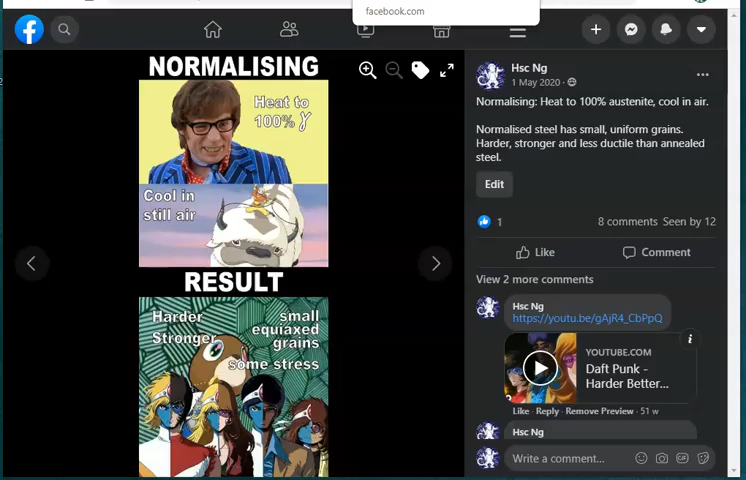 facebook.com
NORMALISING
Heat to
100% γ
Cool in
still air
RESULT
Harder
Stronger
small
equiaxed
grains
some stress
Hsc Ng
1 May 2020 ·
Normalising: Heat to 100% austenite, cool in air.
Normalised steel has small, uniform grains.
Harder, stronger and less ductile than annealed
steel.
Edit
1
8 comments Seen by 12
Like
Comment
View 2 more comments
Hsc Ng
https://youtu.be/gAjR4_CbPpQ
YOUTUBE.COM
Daft Punk -
Harder Better...
Like · Reply · Remove Preview · 51 w
Hsc Ng
Write a comment...
GIF